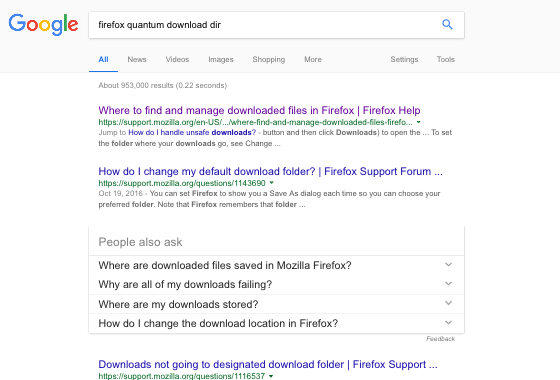 Google
firefox quantum download dir
All News Videos Images Shopping More Settings Tools
About 953,000 results (0.22 seconds)
Where to find and manage downloaded files in Firefox | Firefox Help
https://support.mozilla.org/en-US/.../where-find-and-manage-downloaded-files-firefo...
Jump to How do I handle unsafe downloads? - button and then click Downloads) to open the ... To set
the folder where your downloads go, see Change ...
How do I change my default download folder? | Firefox Support Forum ...
https://support.mozilla.org/questions/1143690
Oct 19, 2016 - You can set Firefox to show you a Save As dialog each time so you can choose your
preferred folder. Note that Firefox remembers that folder ...
People also ask
Where are downloaded files saved in Mozilla Firefox?
Why are all of my downloads failing?
Where are my downloads stored?
How do I change the download location in Firefox?
Feedback
Downloads not going to designated download folder | Firefox Support ...
https://support.mozilla.org/questions/1116537